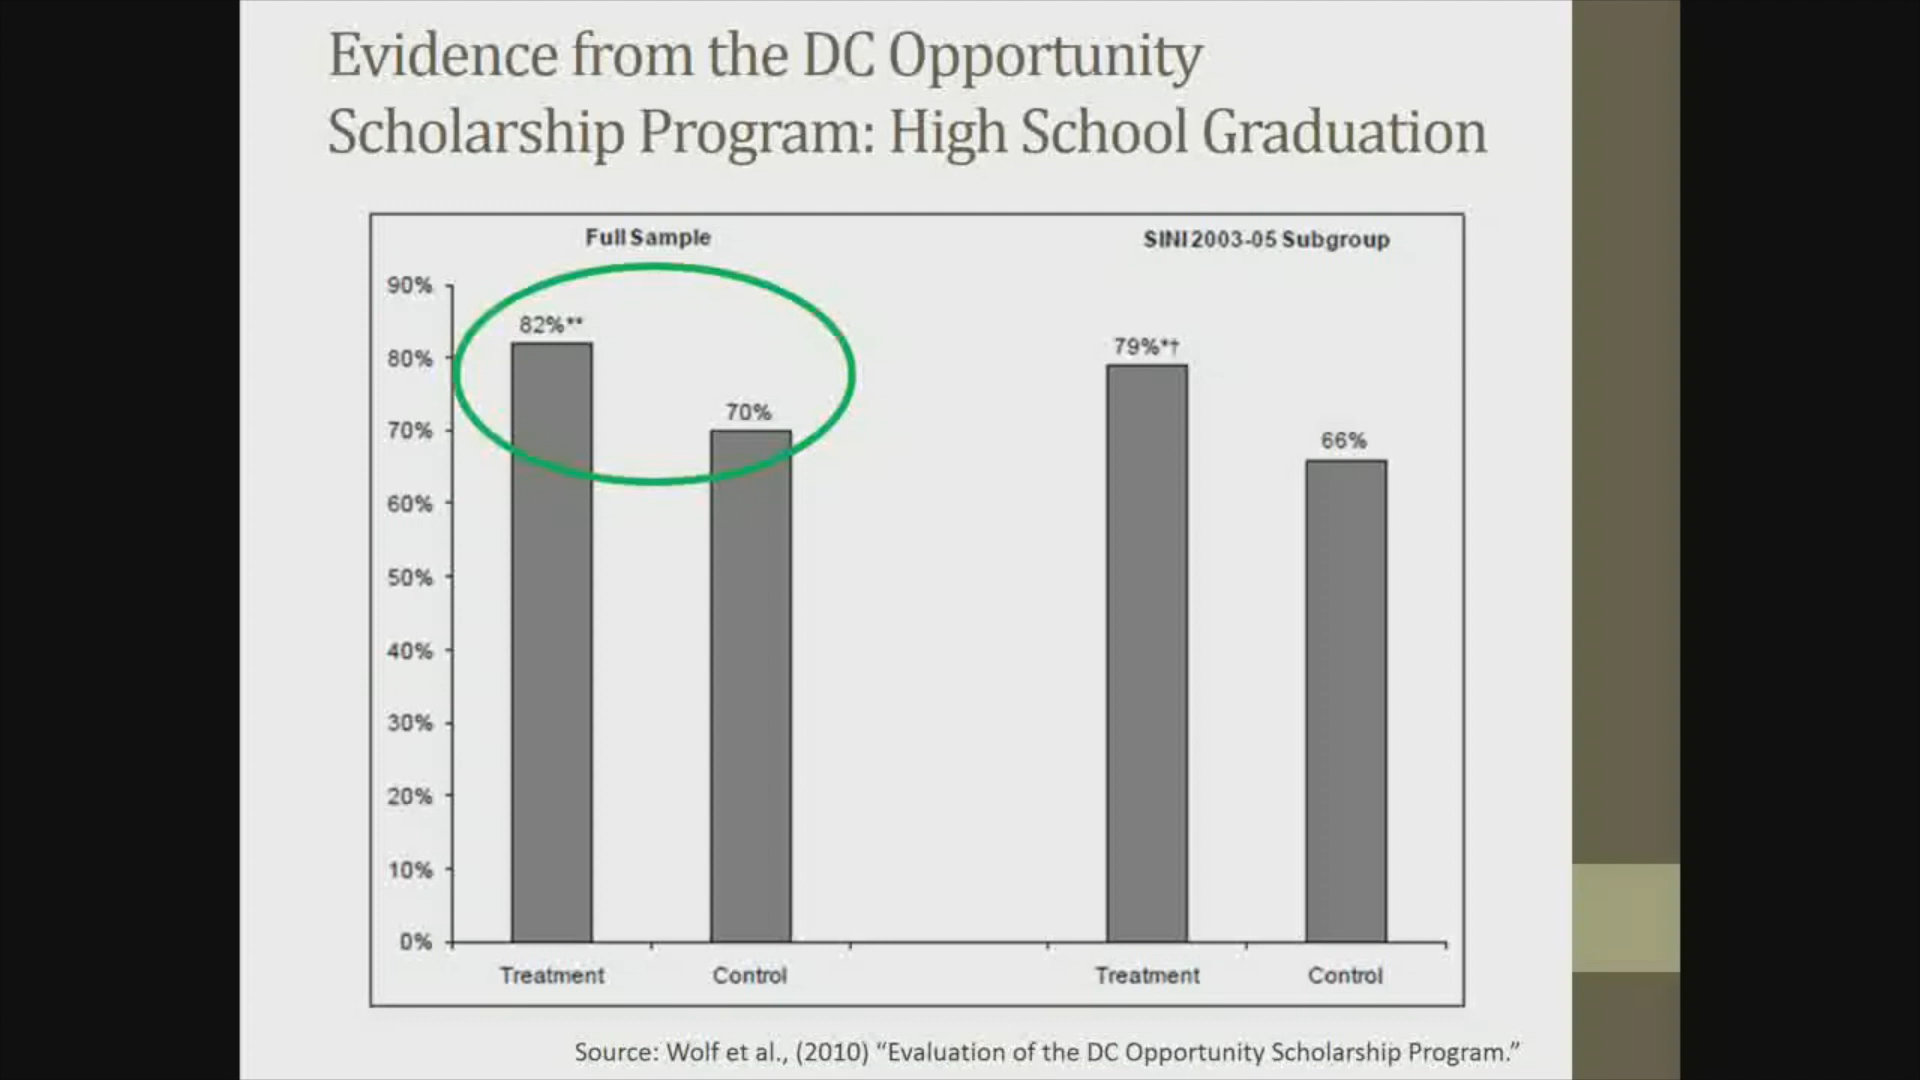 Evidence from the DC Opportunity
Scholarship Program: High School Graduation
Full Sample
SINI 2003-05 Subgroup
90%
80%
70%
60%
50%
40%
30%
20%
10%
0%
82%**
70%
79%*†
66%
Treatment
Control
Treatment
Control
Source: Wolf et al., (2010) “Evaluation of the DC Opportunity Scholarship Program.”